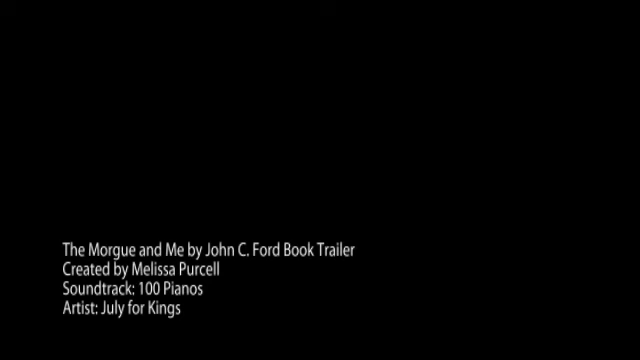 The Morgue and Me by John C. Ford Book Trailer
Created by Melissa Purcell
Soundtrack: 100 Pianos
Artist: July for Kings